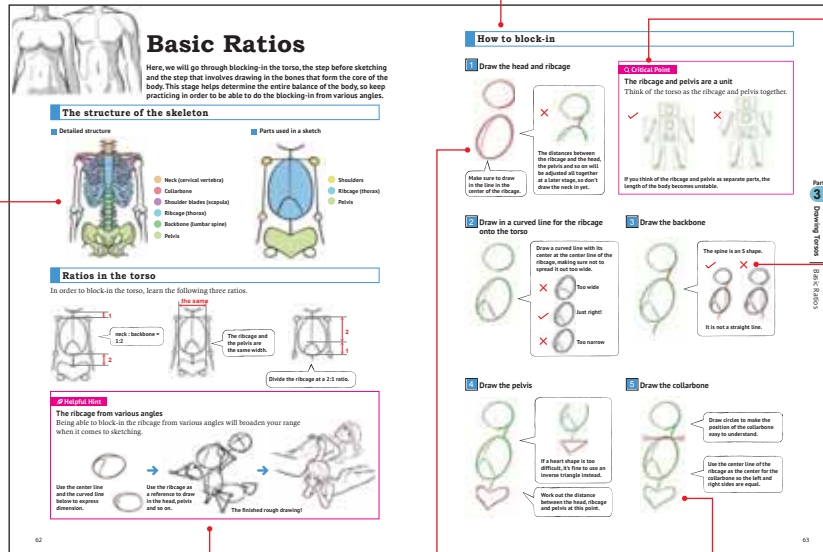 Basic Ratios
Here, we will go through blocking-in the torso, the step before sketching
and the step that involves drawing in the bones that form the core of the
body. This stage helps determine the entire balance of the body, so keep
practicing in order to be able to do the blocking-in from various angles.
The structure of the skeleton
Detailed structure
Neck (cervical vertebra)
Collarbone
Shoulder blades (scapula)
Ribcage (thorax)
Backbone (lumbar spine)
Pelvis
Parts used in a sketch
Shoulders
Ribcage (thorax)
Pelvis
Ratios in the torso
In order to block-in the torso, learn the following three ratios.
1
2
neck : backbone =
1:2
the same
The ribcage and
the pelvis are
the same width.
2
1
Divide the ribcage at a 2:1 ratio.
Helpful Hint
The ribcage from various angles
Being able to block-in the ribcage from various angles will broaden your range
when it comes to sketching.
Use the center line
and the curved line
below to express
dimension.
Use the ribcage as
a reference to draw
in the head, pelvis
and so on.
The finished rough drawing!
62
How to block-in
1 Draw the head and ribcage
Make sure to draw
in the line in the
center of the ribcage.
The distances between
the ribcage and the head,
the pelvis and so on will
be adjusted all together
at a later stage, so don't
draw the neck in yet.
Critical Point
The ribcage and pelvis are a unit
Think of the torso as the ribcage and pelvis together.
If you think of the ribcage and pelvis as separate parts, the
length of the body becomes unstable.
2 Draw in a curved line for the ribcage
onto the torso
Draw a curved line with its
center at the center line of the
ribcage, making sure not to
spread it out too wide.
Too wide
Just right!
Too narrow
3 Draw the backbone
The spine is an S shape.
It is not a straight line.
4 Draw the pelvis
If a heart shape is too
difficult, it's fine to use an
inverse triangle instead.
Work out the distance
between the head, ribcage
and pelvis at this point.
5 Draw the collarbone
Draw circles to make the
position of the collarbone
easy to understand.
Use the center line of the
ribcage as the center for the
collarbone so the left and
right sides are equal.
Part
3
Drawing Torsos
Basic Ratios
63